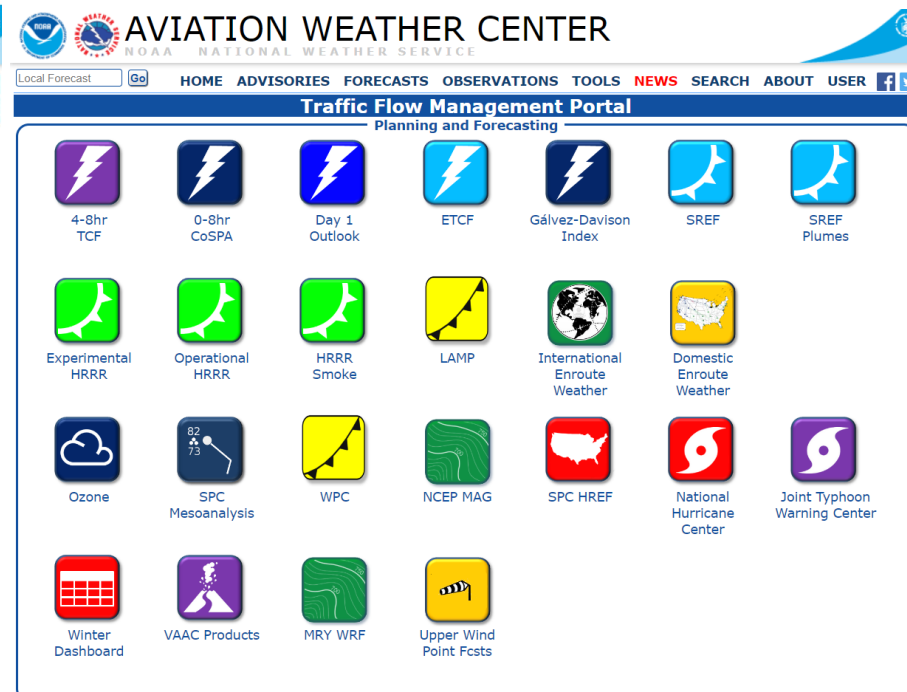 AVIATION WEATHER CENTER
NOAA NATIONAL WEATHER SERVICE
Local Forecast Go HOME ADVISORIES FORECASTS OBSERVATIONS TOOLS NEWS SEARCH ABOUT USER
Traffic Flow Management Portal
Planning and Forecasting
4-8hr TCF
0-8hr CoSPA
Day 1 Outlook
ETCF
Gálvez-Davison Index
SREF
SREF Plumes
Experimental HRRR
Operational HRRR
HRRR Smoke
LAMP
International Enroute Weather
Domestic Enroute Weather
Ozone
82
73
SPC Mesoanalysis
WPC
NCEP MAG
SPC HREF
National Hurricane Center
Joint Typhoon Warning Center
Winter Dashboard
VAAC Products
MRY WRF
Upper Wind Point Fcsts